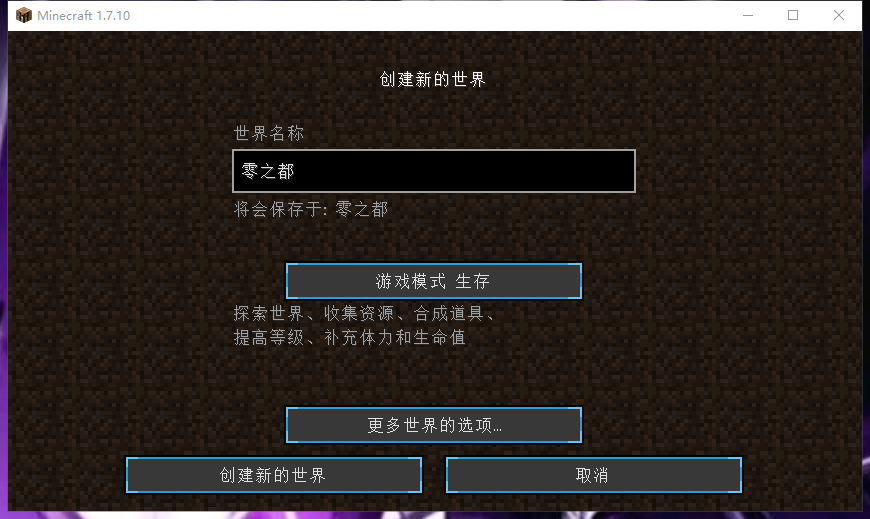 Minecraft 1.7.10
创建新的世界
世界名称
零之都
将会保存于: 零之都
游戏模式 生存
探索世界、收集资源、合成道具、
提高等级、补充体力和生命值
更多世界的选项...
创建新的世界
取消